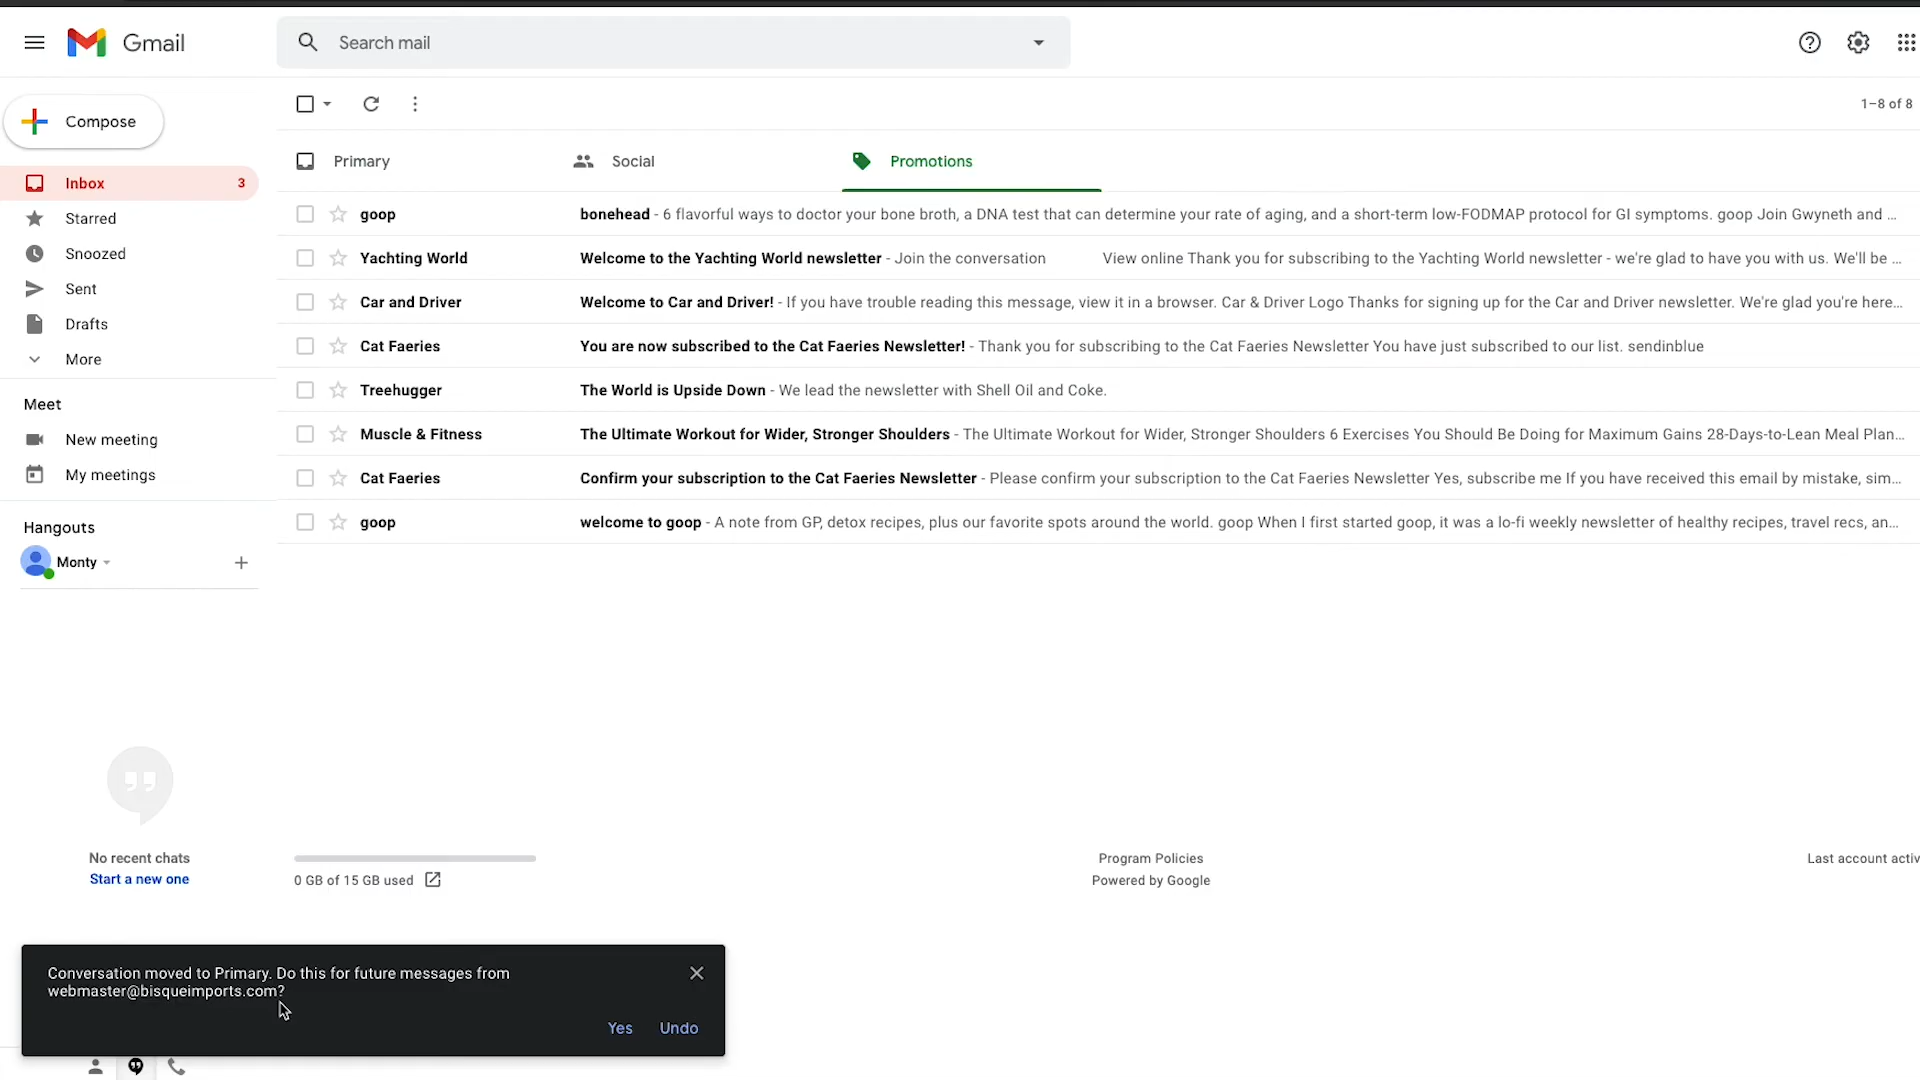 Gmail
Search mail
1–8 of 8
Compose
Primary
Social
Promotions
Inbox 3
Starred
Snoozed
Sent
Drafts
More
Meet
New meeting
My meetings
Hangouts
Monty
No recent chats
Start a new one
goop bonehead - 6 flavorful ways to doctor your bone broth, a DNA test that can determine your rate of aging, and a short-term low-FODMAP protocol for GI symptoms. goop Join Gwyneth and ...
Yachting World Welcome to the Yachting World newsletter - Join the conversation View online Thank you for subscribing to the Yachting World newsletter - we're glad to have you with us. We'll be ...
Car and Driver Welcome to Car and Driver! - If you have trouble reading this message, view it in a browser. Car & Driver Logo Thanks for signing up for the Car and Driver newsletter. We're glad you're here...
Cat Faeries You are now subscribed to the Cat Faeries Newsletter! - Thank you for subscribing to the Cat Faeries Newsletter You have just subscribed to our list. sendinblue
Treehugger The World is Upside Down - We lead the newsletter with Shell Oil and Coke.
Muscle & Fitness The Ultimate Workout for Wider, Stronger Shoulders - The Ultimate Workout for Wider, Stronger Shoulders 6 Exercises You Should Be Doing for Maximum Gains 28-Days-to-Lean Meal Plan...
Cat Faeries Confirm your subscription to the Cat Faeries Newsletter - Please confirm your subscription to the Cat Faeries Newsletter Yes, subscribe me If you have received this email by mistake, sim...
goop welcome to goop - A note from GP, detox recipes, plus our favorite spots around the world. goop When I first started goop, it was a lo-fi weekly newsletter of healthy recipes, travel recs, an...
0 GB of 15 GB used
Program Policies
Powered by Google
Last account activ
Conversation moved to Primary. Do this for future messages from
webmaster@bisqueimports.com?
Yes Undo